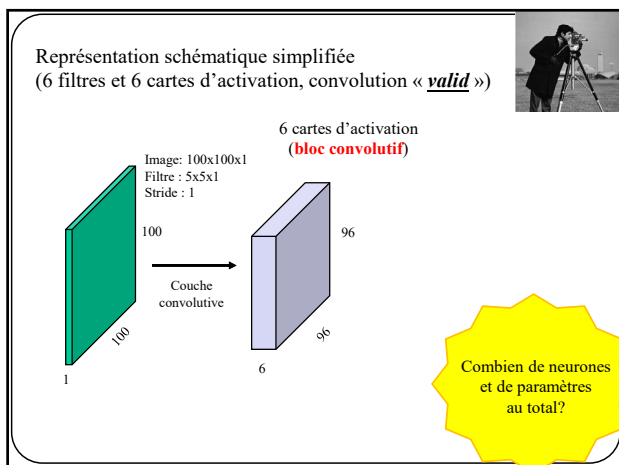 Représentation schématique simplifiée
(6 filtres et 6 cartes d’activation, convolution « valid »)
6 cartes d’activation
(bloc convolutif)
Image: 100x100x1
Filtre : 5x5x1
Stride : 1
100
96
Couche
convolutive
100
96
1
6
Combien de neurones
et de paramètres
au total?